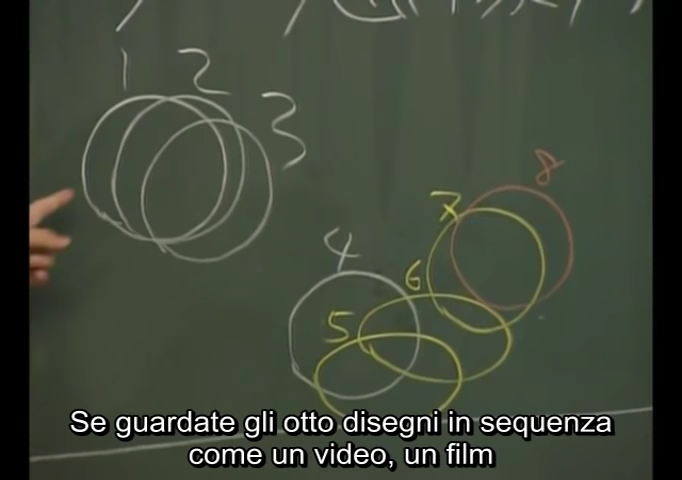 1 2 3
8
7
4
6
5
Se guardate gli otto disegni in sequenza
come un video, un film